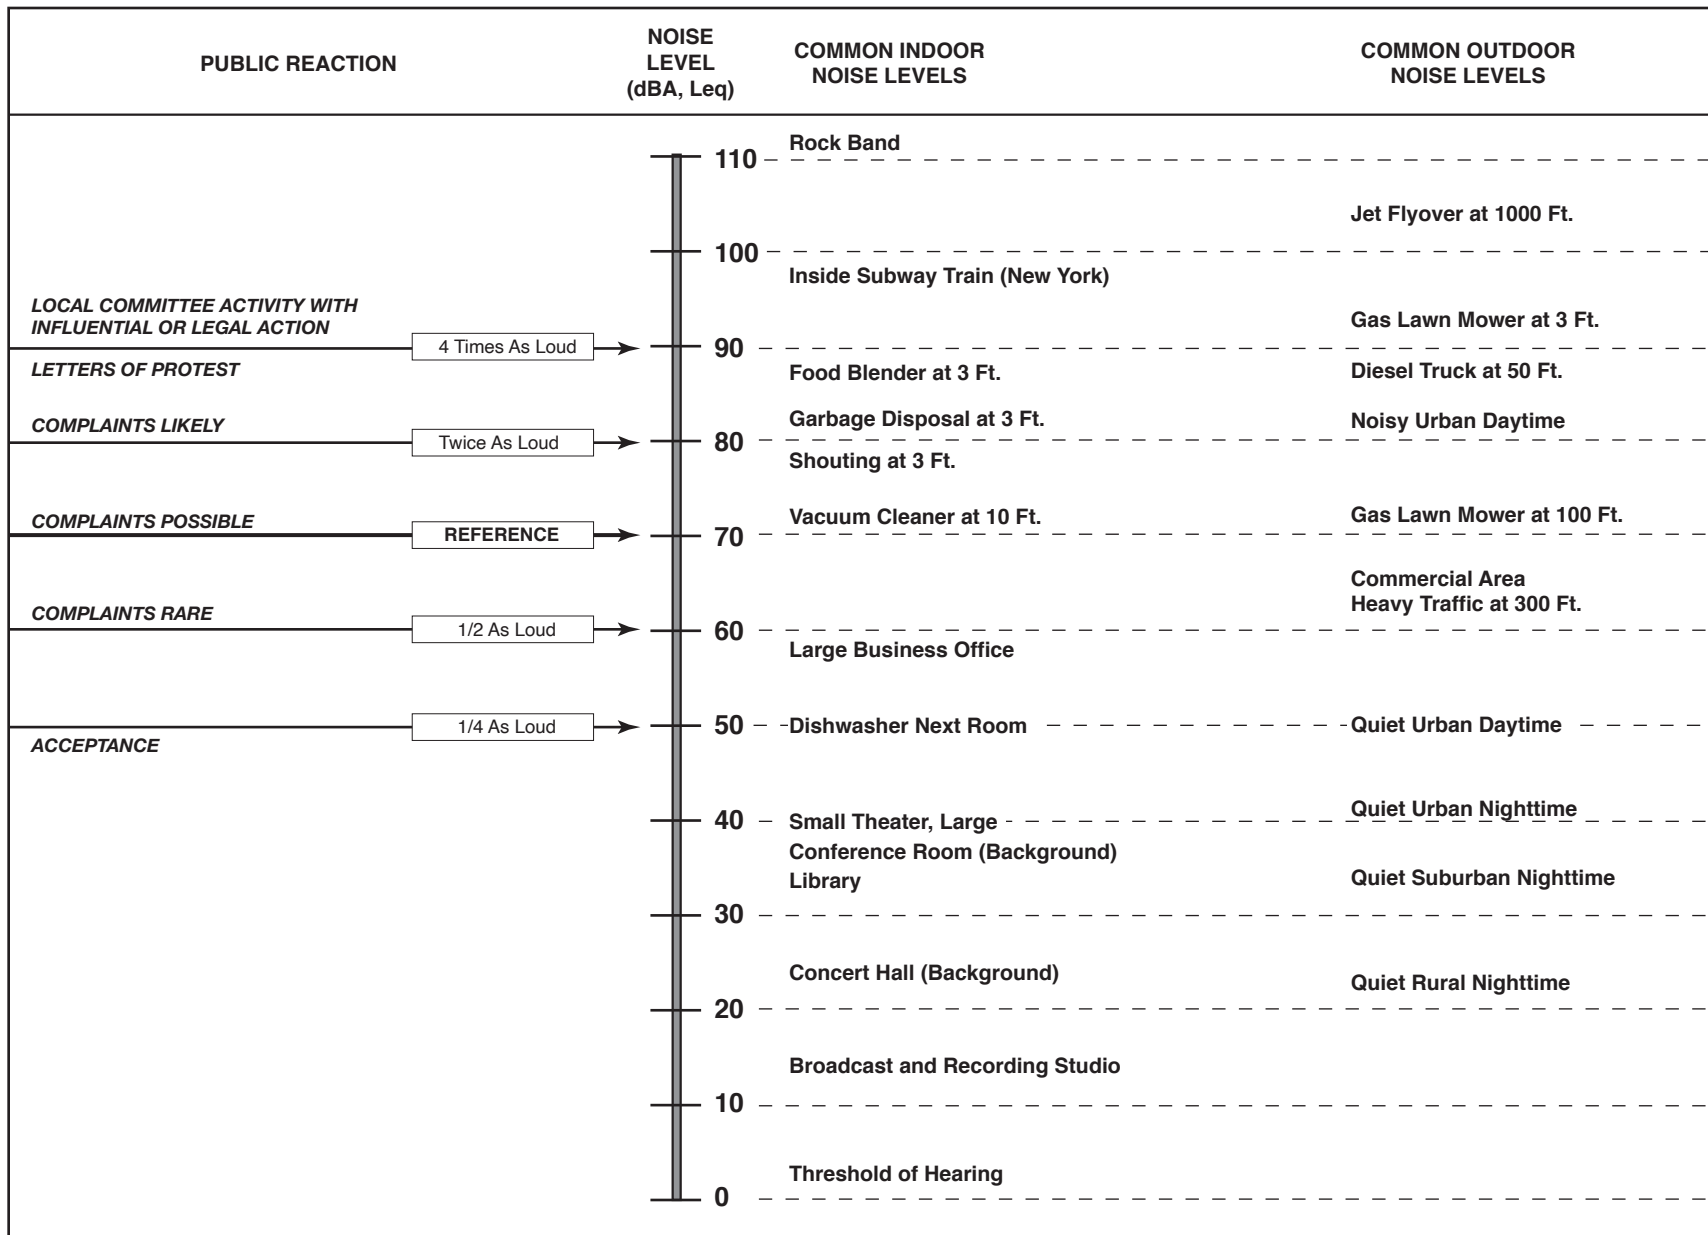 PUBLIC REACTION
NOISE
LEVEL
(dBA, Leq)
COMMON INDOOR
NOISE LEVELS
COMMON OUTDOOR
NOISE LEVELS
Rock Band
110
Jet Flyover at 1000 Ft.
100
Inside Subway Train (New York)
LOCAL COMMITTEE ACTIVITY WITH
INFLUENTIAL OR LEGAL ACTION
Gas Lawn Mower at 3 Ft.
4 Times As Loud
90
LETTERS OF PROTEST
Food Blender at 3 Ft.
Diesel Truck at 50 Ft.
COMPLAINTS LIKELY
Garbage Disposal at 3 Ft.
Noisy Urban Daytime
Twice As Loud
80
Shouting at 3 Ft.
COMPLAINTS POSSIBLE
Vacuum Cleaner at 10 Ft.
Gas Lawn Mower at 100 Ft.
REFERENCE
70
Commercial Area
Heavy Traffic at 300 Ft.
COMPLAINTS RARE
1/2 As Loud
60
Large Business Office
1/4 As Loud
50
Dishwasher Next Room
Quiet Urban Daytime
ACCEPTANCE
Quiet Urban Nighttime
40
Small Theater, Large
Conference Room (Background)
Library
Quiet Suburban Nighttime
30
Concert Hall (Background)
Quiet Rural Nighttime
20
Broadcast and Recording Studio
10
Threshold of Hearing
0